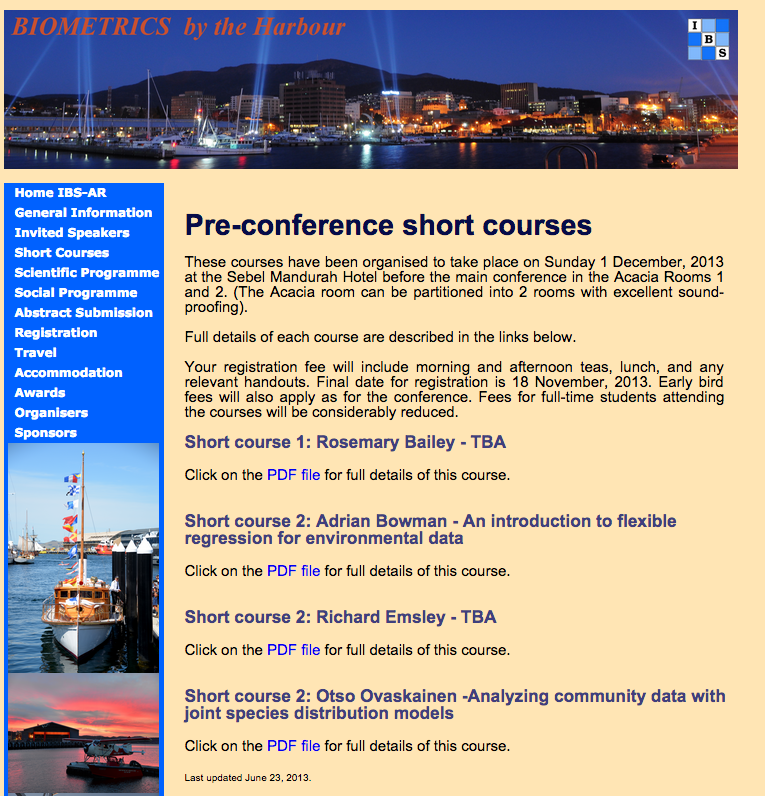 BIOMETRICS by the Harbour
I
B
S
Home IBS-AR
General Information
Invited Speakers
Short Courses
Scientific Programme
Social Programme
Abstract Submission
Registration
Travel
Accommodation
Awards
Organisers
Sponsors
Pre-conference short courses
These courses have been organised to take place on Sunday 1 December, 2013
at the Sebel Mandurah Hotel before the main conference in the Acacia Rooms 1
and 2. (The Acacia room can be partitioned into 2 rooms with excellent sound-
proofing).
Full details of each course are described in the links below.
Your registration fee will include morning and afternoon teas, lunch, and any
relevant handouts. Final date for registration is 18 November, 2013. Early bird
fees will also apply as for the conference. Fees for full-time students attending
the courses will be considerably reduced.
Short course 1: Rosemary Bailey - TBA
Click on the PDF file for full details of this course.
Short course 2: Adrian Bowman - An introduction to flexible
regression for environmental data
Click on the PDF file for full details of this course.
Short course 2: Richard Emsley - TBA
Click on the PDF file for full details of this course.
Short course 2: Otso Ovaskainen -Analyzing community data with
joint species distribution models
Click on the PDF file for full details of this course.
Last updated June 23, 2013.